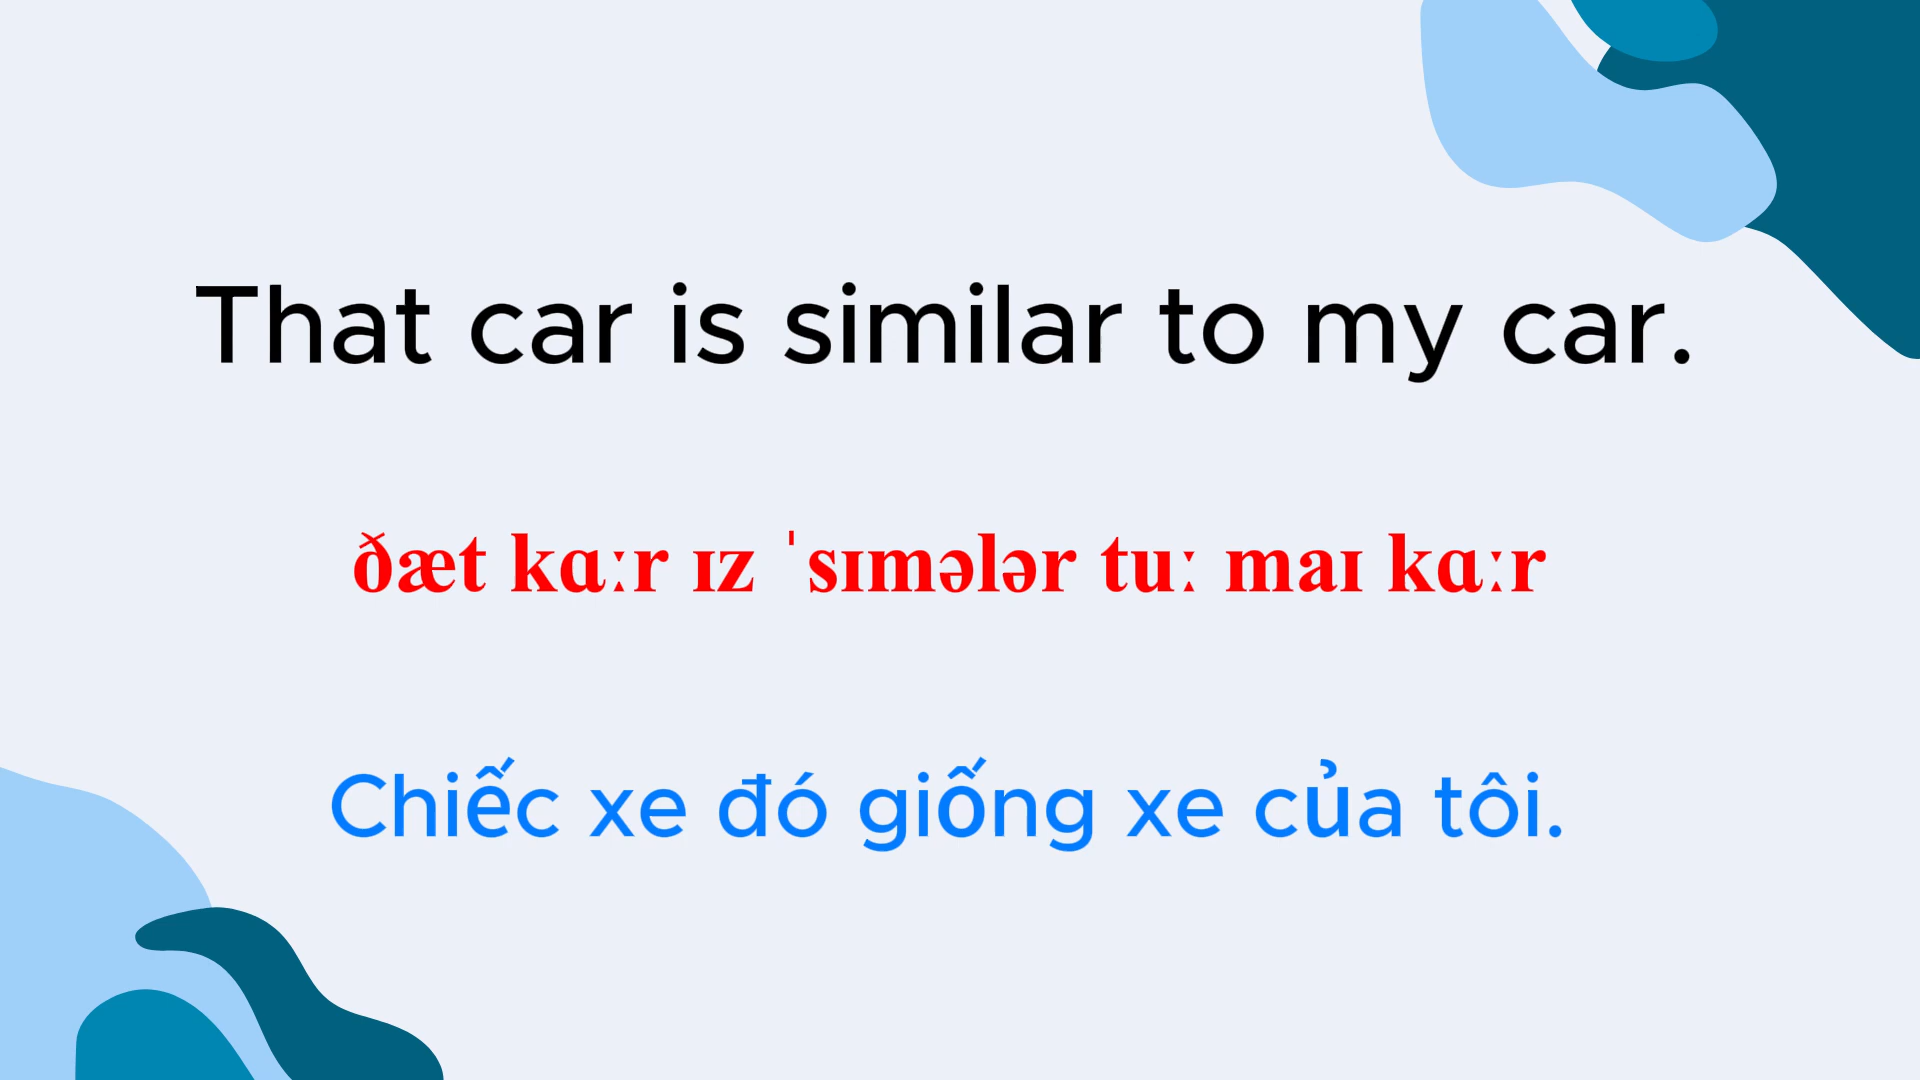 That car is similar to my car.
ðæt kɑːr ɪz ˈsɪmələr tuː maɪ kɑːr
Chiếc xe đó giống xe của tôi.